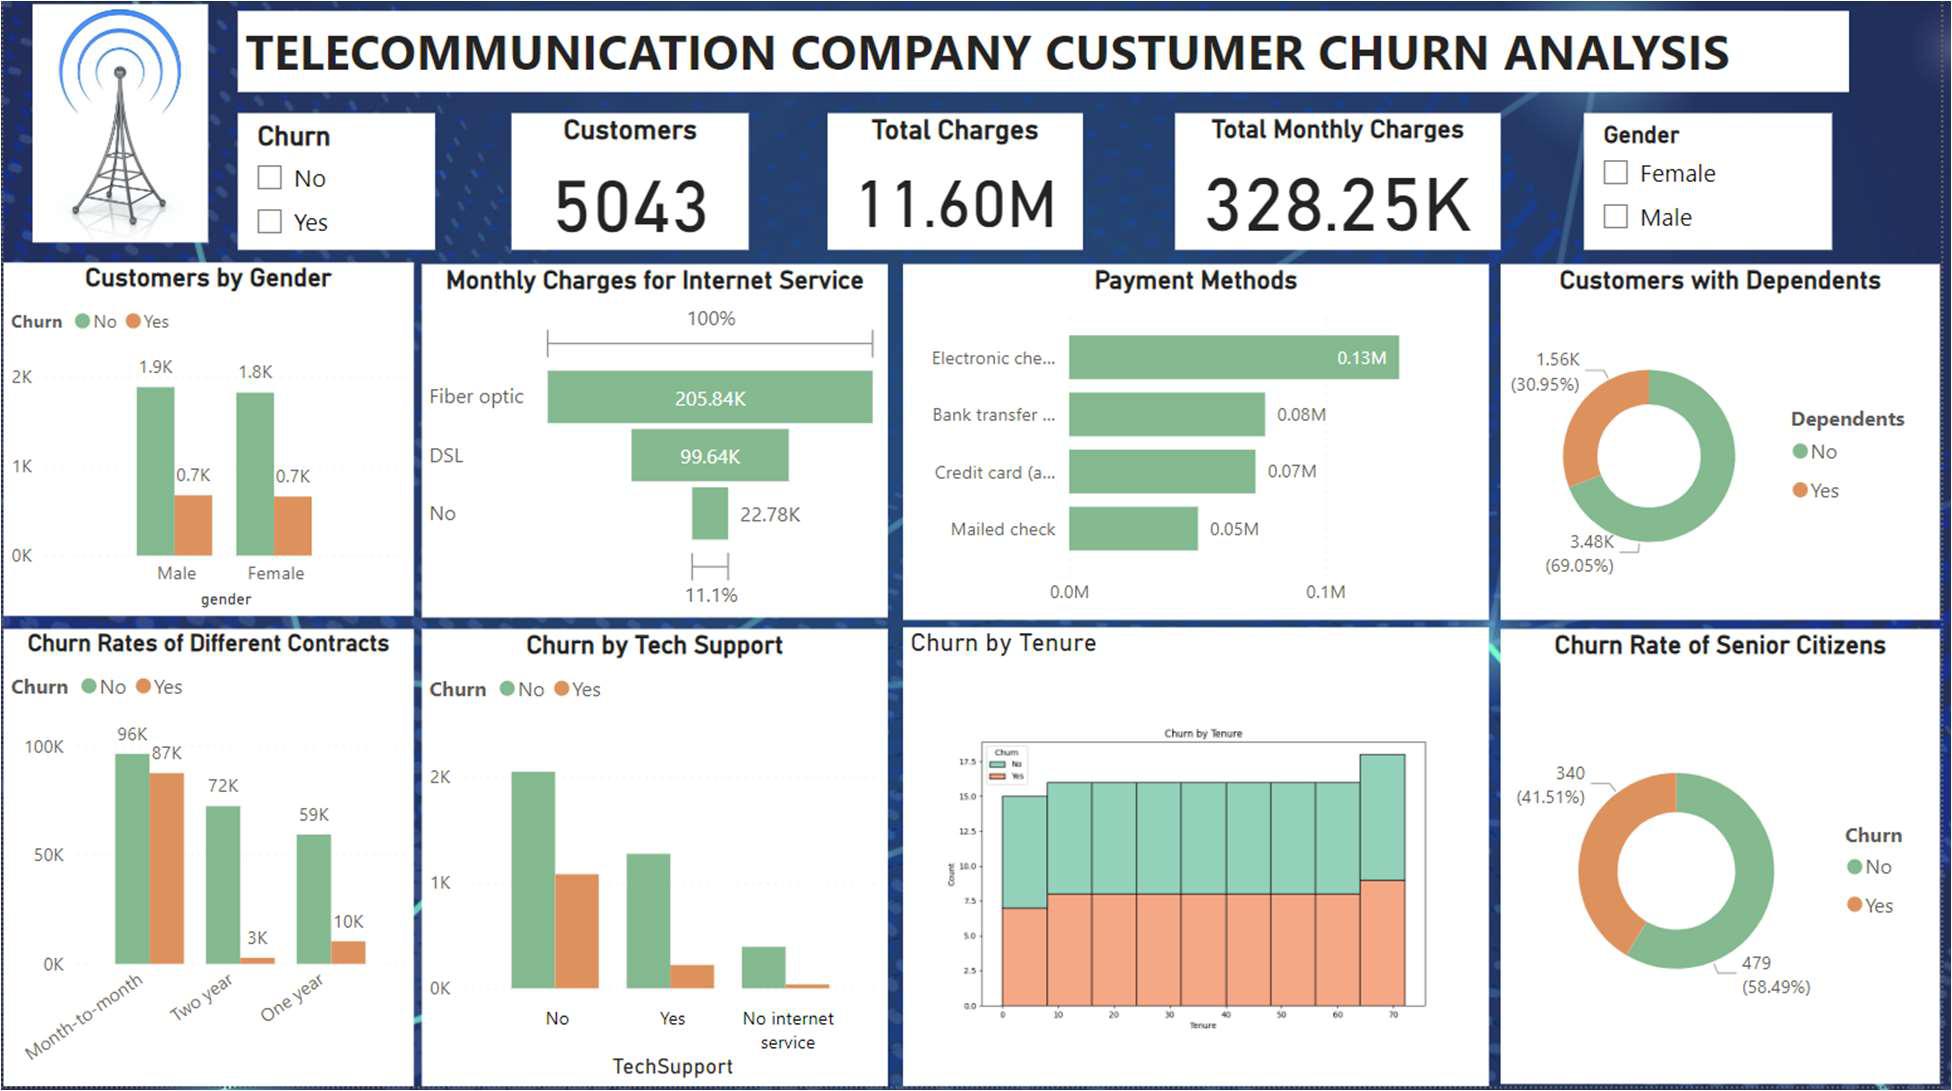 TELECOMMUNICATION COMPANY CUSTUMER CHURN ANALYSIS
Churn
No
Yes
Customers
5043
Total Charges
11.60M
Total Monthly Charges
328.25K
Gender
Female
Male
Customers by Gender
Churn No Yes
2K
1K
0K
1.9K
0.7K
1.8K
0.7K
Male
Female
gender
Monthly Charges for Internet Service
100%
Fiber optic
205.84K
DSL
99.64K
No
22.78K
11.1%
Payment Methods
Electronic che...
0.13M
Bank transfer ...
0.08M
Credit card (a...
0.07M
Mailed check
0.05M
0.0M
0.1M
Customers with Dependents
1.56K
(30.95%)
3.48K
(69.05%)
Dependents
No
Yes
Churn Rates of Different Contracts
Churn No Yes
100K
50K
0K
96K
87K
72K
3K
59K
10K
Month-to-month
Two year
One year
Churn by Tech Support
Churn No Yes
2K
1K
0K
No
Yes
No internet
service
TechSupport
Churn by Tenure
Churn by Tenure
Churn
No
Yes
17.5
15.0
12.5
10.0
7.5
5.0
2.5
0.0
Count
0
10
20
30
40
50
60
70
Tenure
Churn Rate of Senior Citizens
340
(41.51%)
479
(58.49%)
Churn
No
Yes